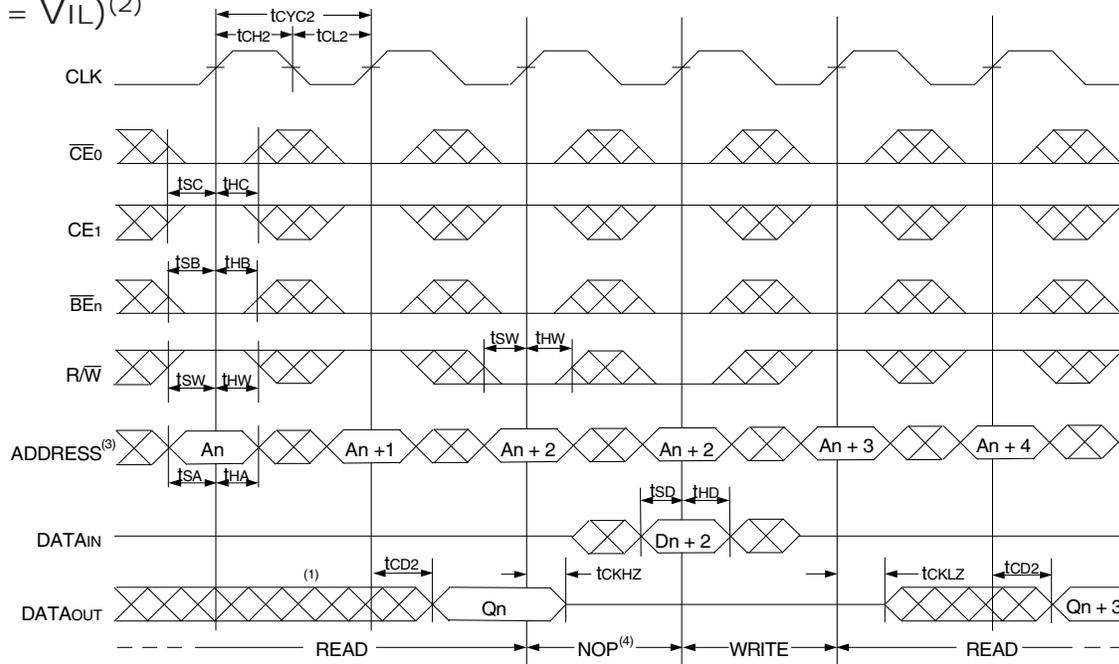 = VIL)(2)
tCYC2
tCH2 tCL2
CLK
CE0
tSC tHC
CE1
tSB tHB
BEn
tSW tHW
R/W
tSW tHW
ADDRESS(3) An An + 1 An + 2 An + 2 An + 3 An + 4
tSA tHA
tSD tHD
DATAIN Dn + 2
tCD2 tCKHZ tCKLZ tCD2
(1)
DATAOUT Qn Qn + 3
READ NOP(4) WRITE READ